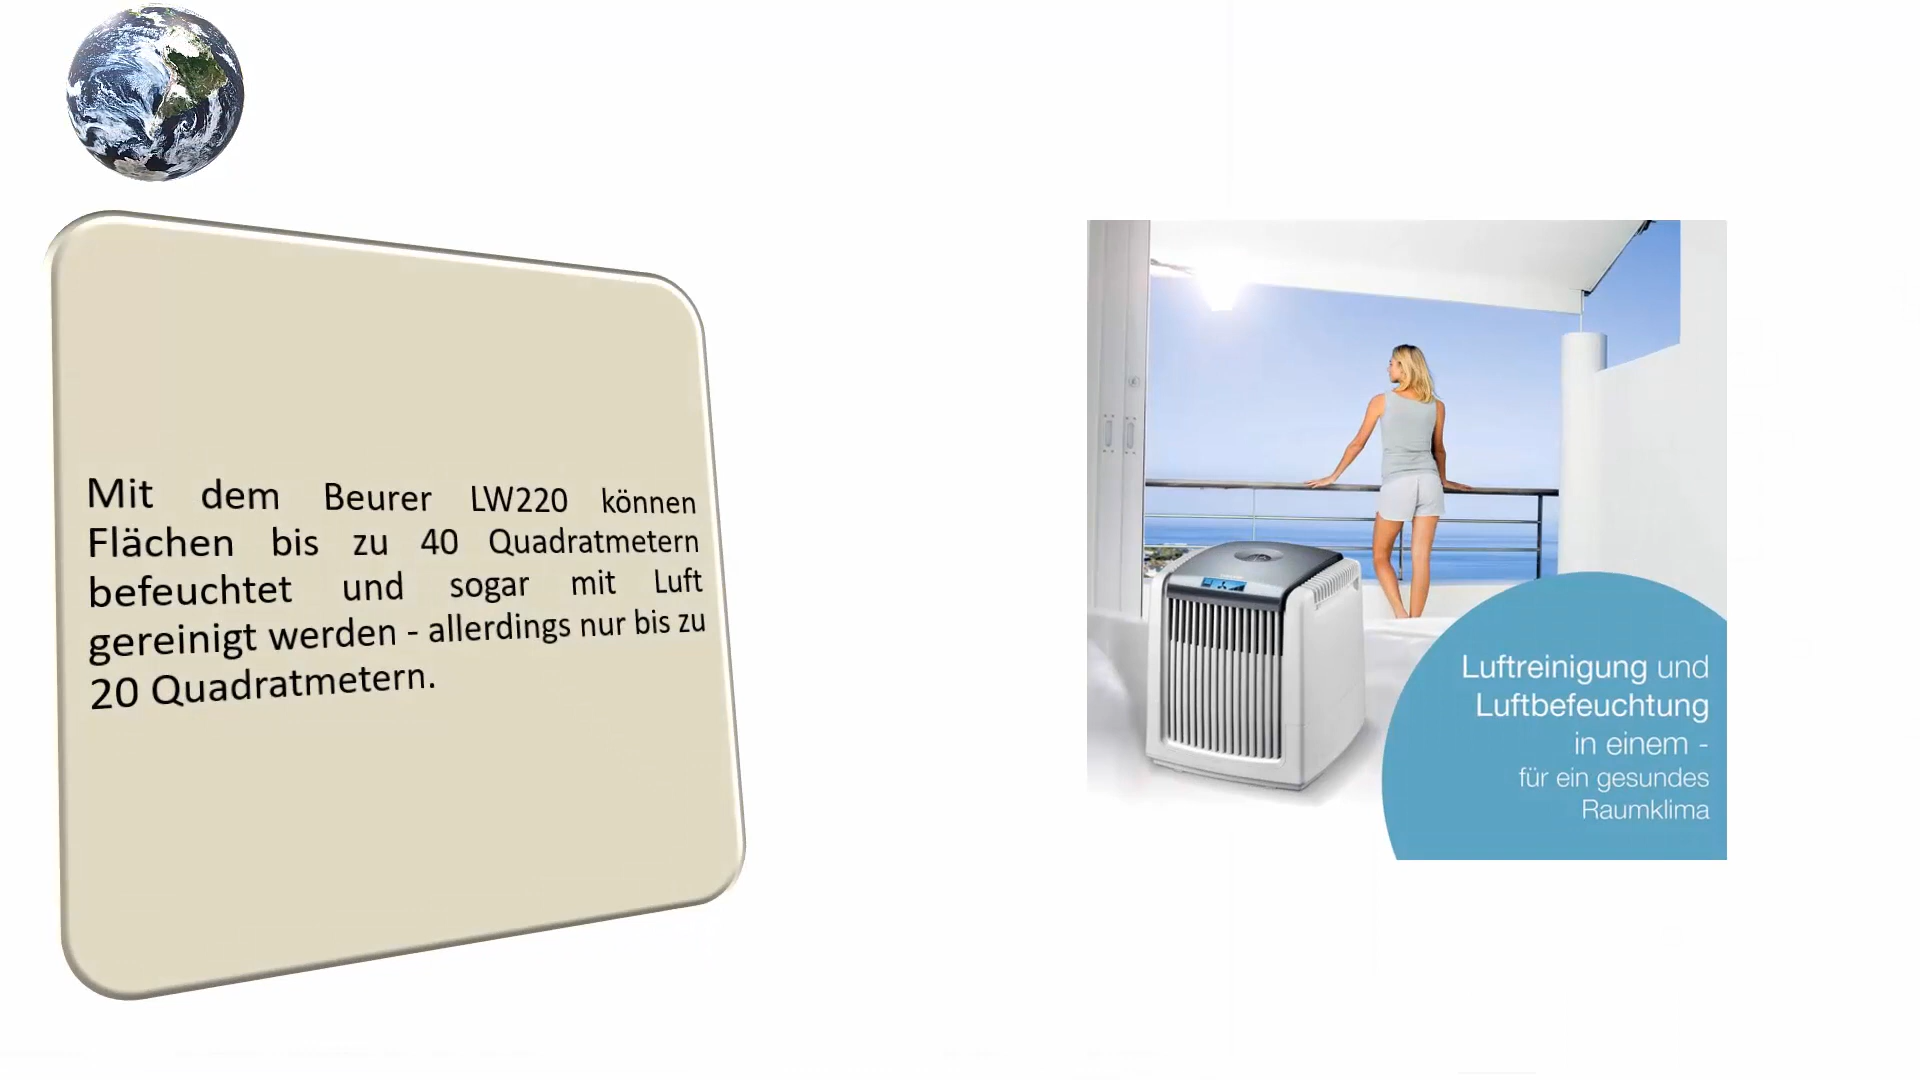 Mit dem Beurer LW220 können
Flächen bis zu 40 Quadratmetern
befeuchtet und sogar mit Luft
gereinigt werden - allerdings nur bis zu
20 Quadratmetern.
Luftreinigung und
Luftbefeuchtung
in einem -
für ein gesundes
Raumklima